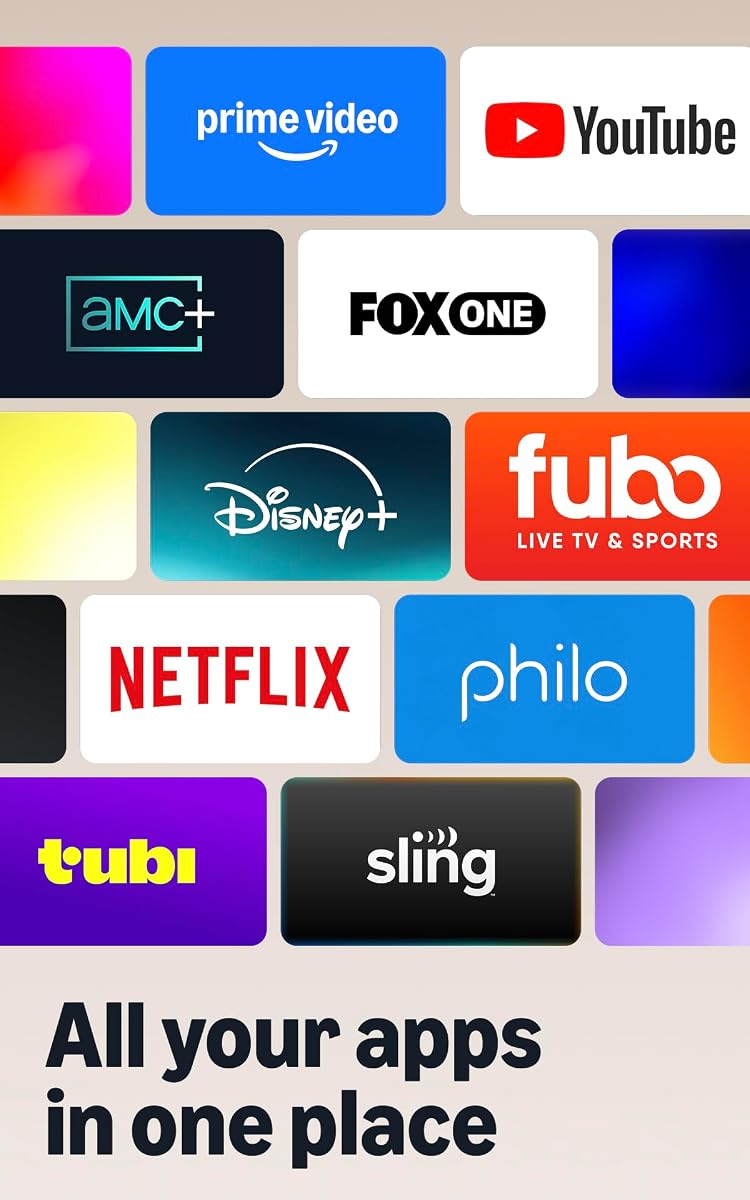 prime video
YouTube
aMC+
FOX ONE
Disney+
fubo
LIVE TV & SPORTS
NETFLIX
philo
tubi
sling
All your apps
in one place